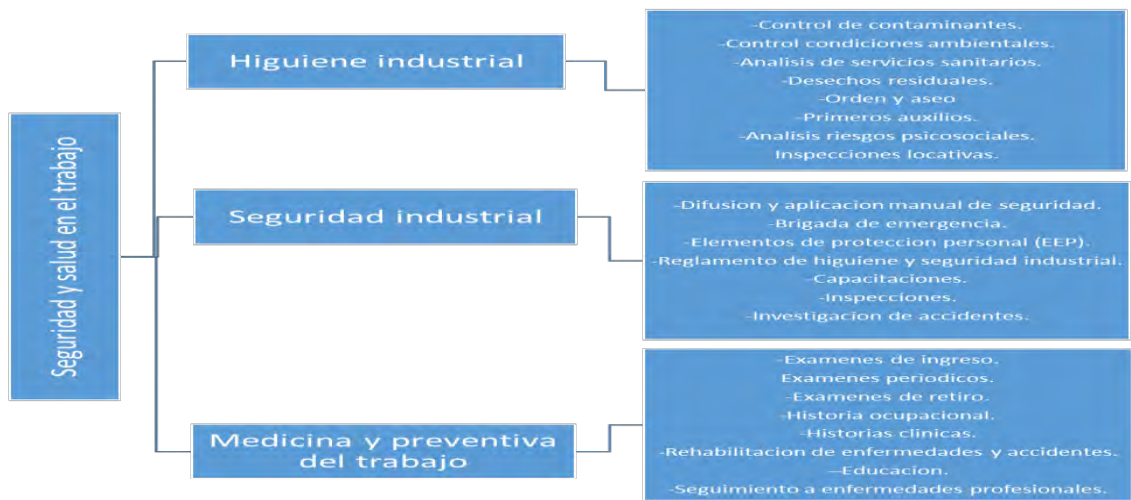 Seguridad y salud en el trabajo
Higuiene industrial
-Control de contaminantes.
-Control condiciones ambientales.
-Analisis de servicios sanitarios.
-Desechos residuales.
-Orden y aseo
-Primeros auxilios.
-Analisis riesgos psicosociales.
Inspecciones locativas.
Seguridad industrial
-Difusion y aplicacion manual de seguridad.
-Brigada de emergencia.
-Elementos de proteccion personal (EEP).
-Reglamento de higuiene y seguridad industrial.
-Capacitaciones.
-Inspecciones.
-Investigacion de accidentes.
Medicina y preventiva
del trabajo
-Examenes de ingreso.
Examenes periodicos.
-Examenes de retiro.
-Historia ocupacional.
-Historias clinicas.
-Rehabilitacion de enfermedades y accidentes.
--Educacion.
-Seguimiento a enfermedades profesionales.